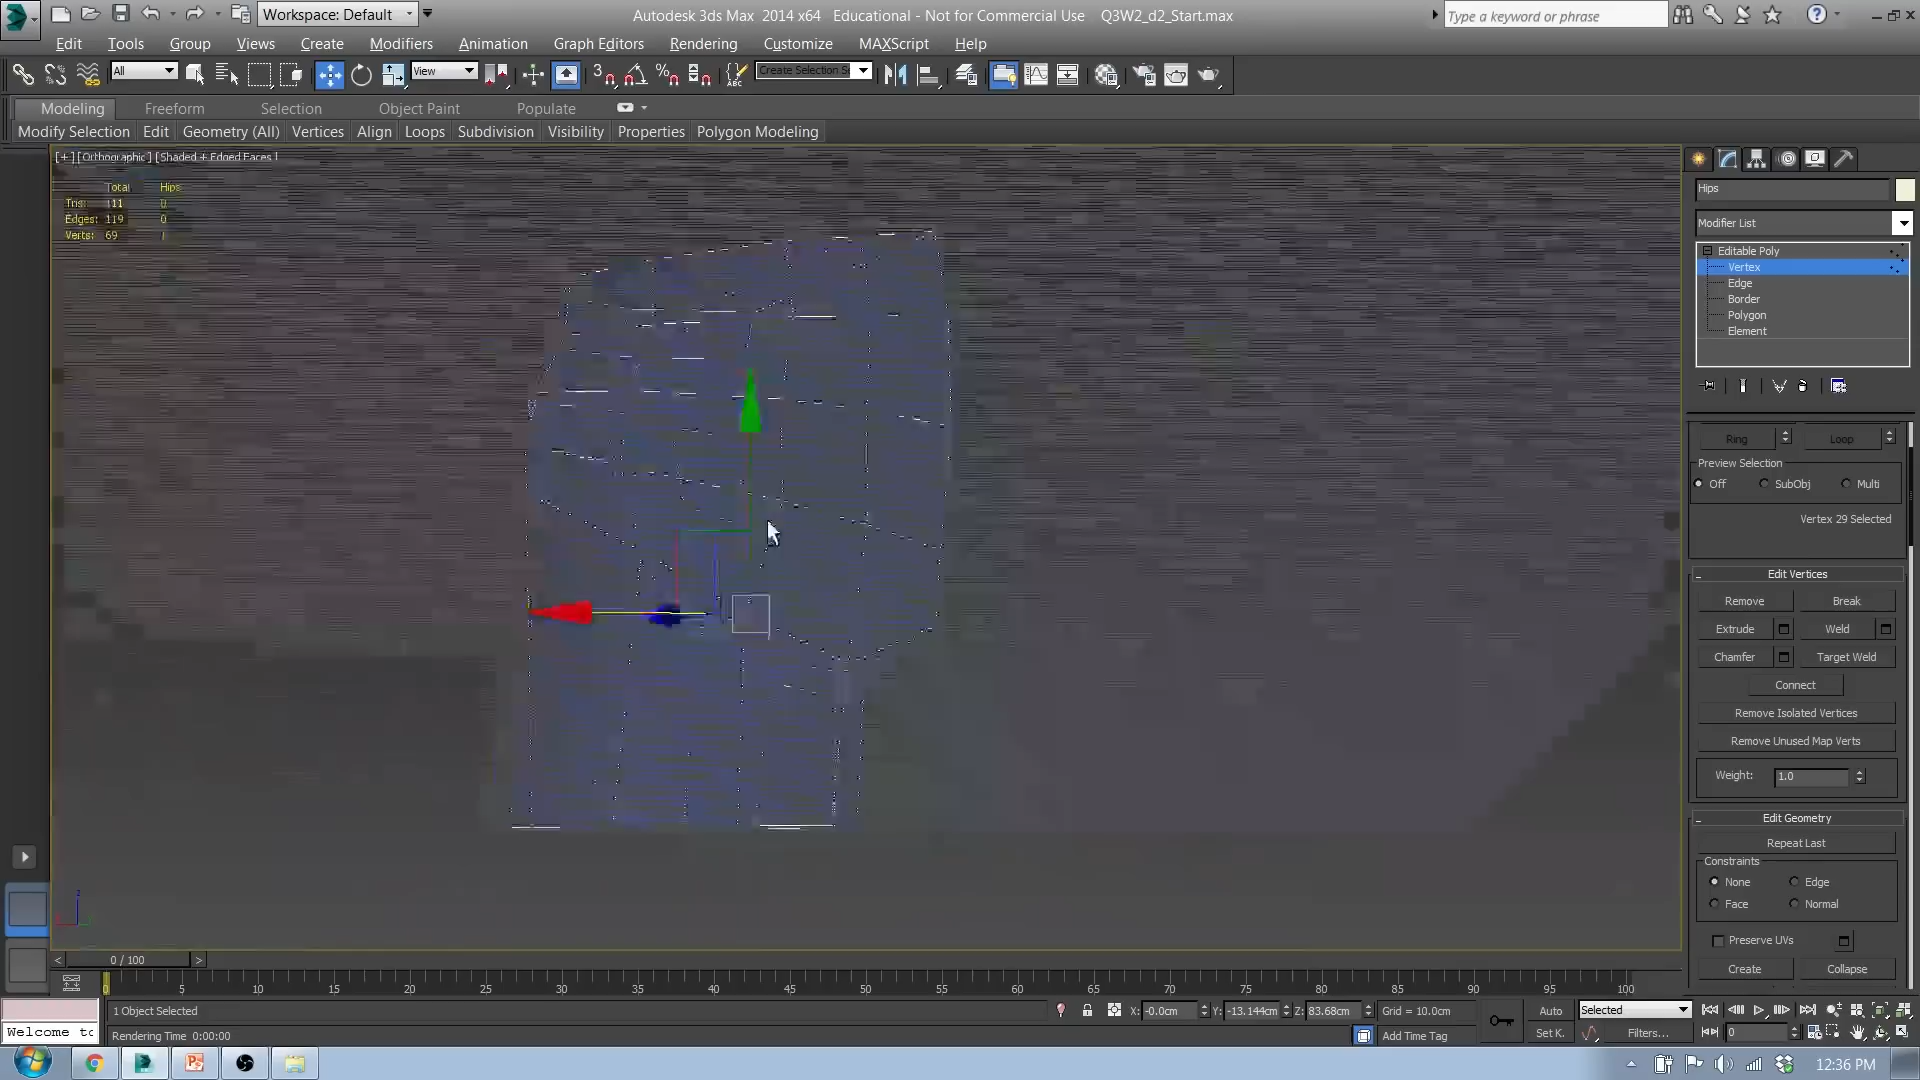 Workspace: Default
Autodesk 3ds Max 2014 x64 Educational - Not for Commercial Use Q3W2_d2_Start.max
Type a keyword or phrase
Edit Tools Group Views Create Modifiers Animation Graph Editors Rendering Customize MAXScript Help
All View Create Selection Se
Modeling Freeform Selection Object Paint Populate
Modify Selection Edit Geometry (All) Vertices Align Loops Subdivision Visibility Properties Polygon Modeling
[+] [Orthographic] [Shaded + Edged Faces]
Total Hips
Tris: 111 0
Edges: 119 0
Verts: 69
Hips
Modifier List
Editable Poly
Vertex
Edge
Border
Polygon
Element
Ring Loop
Preview Selection
Off SubObj Multi
Vertex 29 Selected
Edit Vertices
Remove Break
Extrude Weld
Chamfer Target Weld
Connect
Remove Isolated Vertices
Remove Unused Map Verts
Weight: 1.0
Edit Geometry
Repeat Last
Constraints
None Edge
Face Normal
Preserve UVs
Create Collapse
< 0 / 100 >
0 5 10 15 20 25 30 35 40 45 50 55 60 65 70 75 80 85 90 95 100
1 Object Selected X: -0.0cm Y: -13.144cm Z: 83.68cm Grid = 10.0cm Auto Selected
Welcome to Rendering Time 0:00:00 Add Time Tag Set K. Filters... 0
12:36 PM